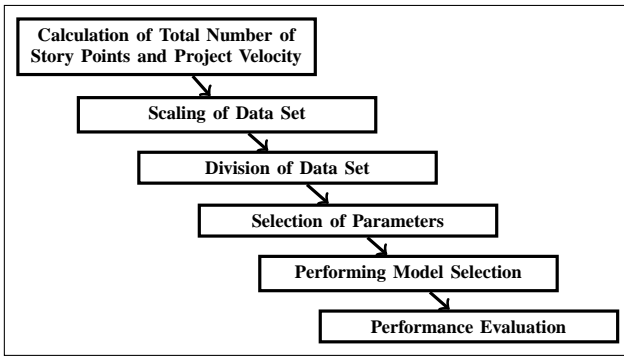 Calculation of Total Number of
Story Points and Project Velocity
Scaling of Data Set
Division of Data Set
Selection of Parameters
Performing Model Selection
Performance Evaluation